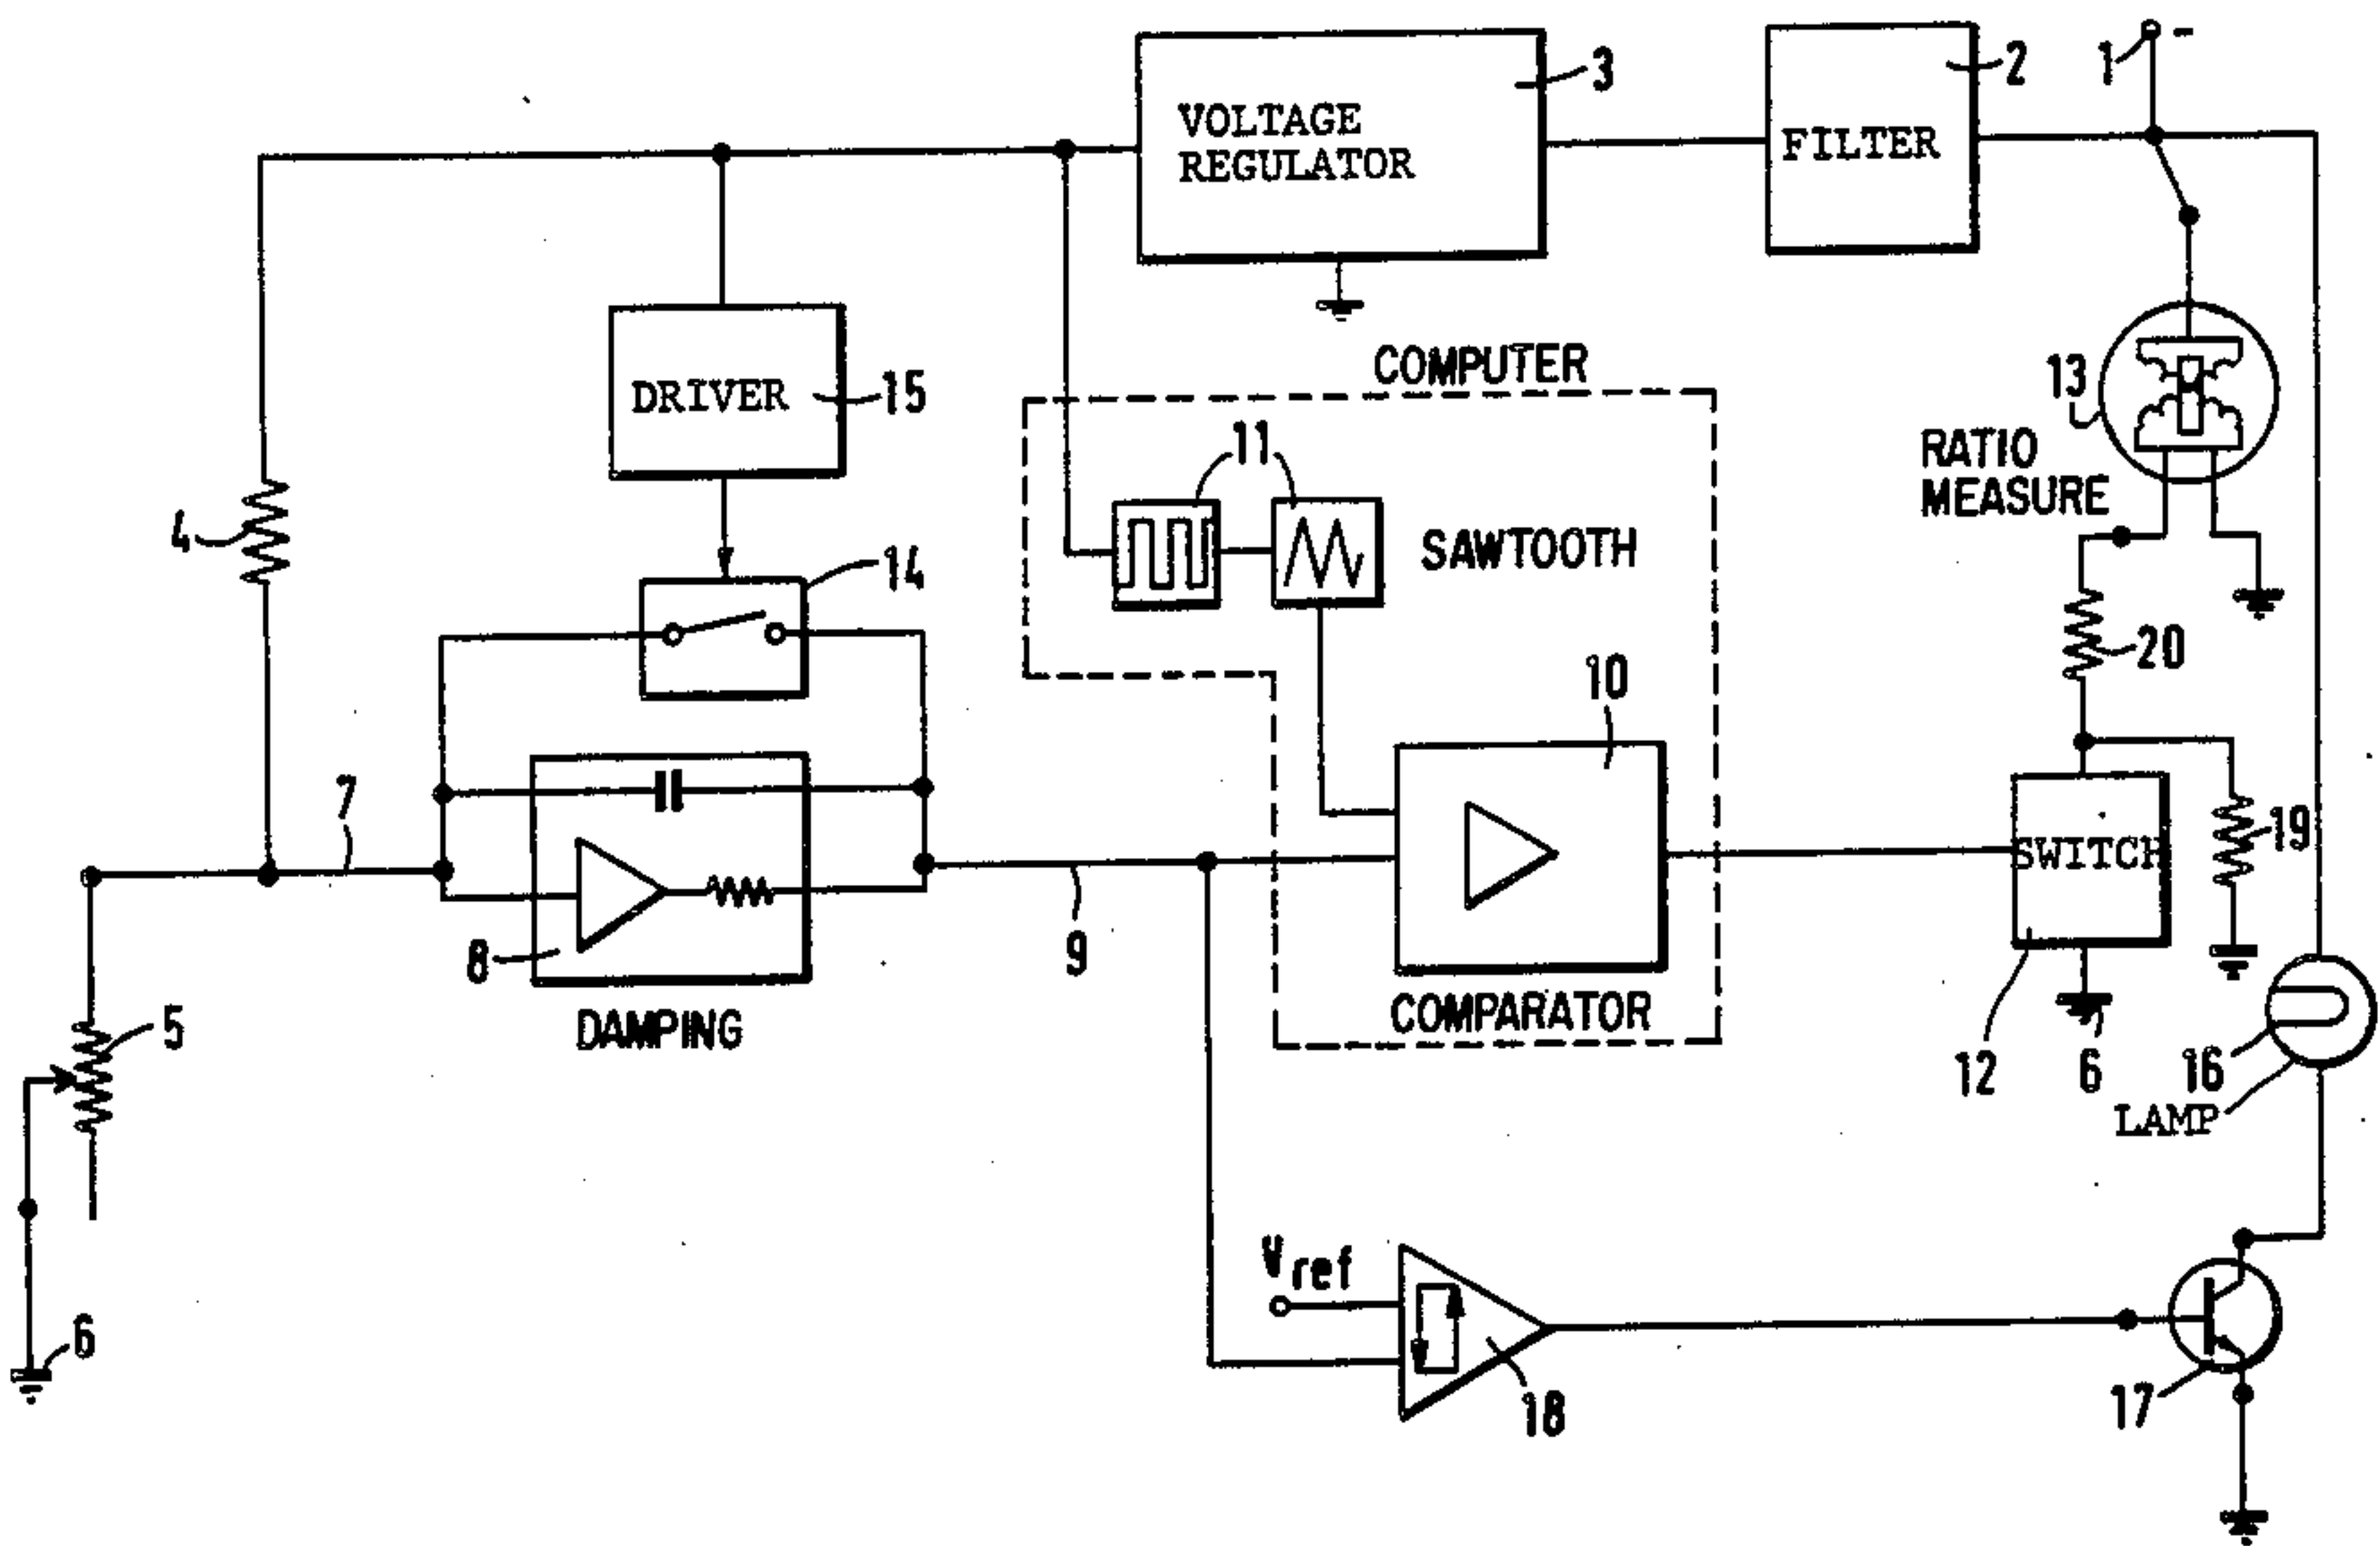 1 -
2
3
VOLTAGE
REGULATOR
FILTER
COMPUTER
13
DRIVER
15
11
RATIO
MEASURE
4
SAWTOOTH
14
20
10
7
19
SWITCH
8
9
DAMPING
COMPARATOR
5
12
6
16
LAMP
Vref
6
18
17